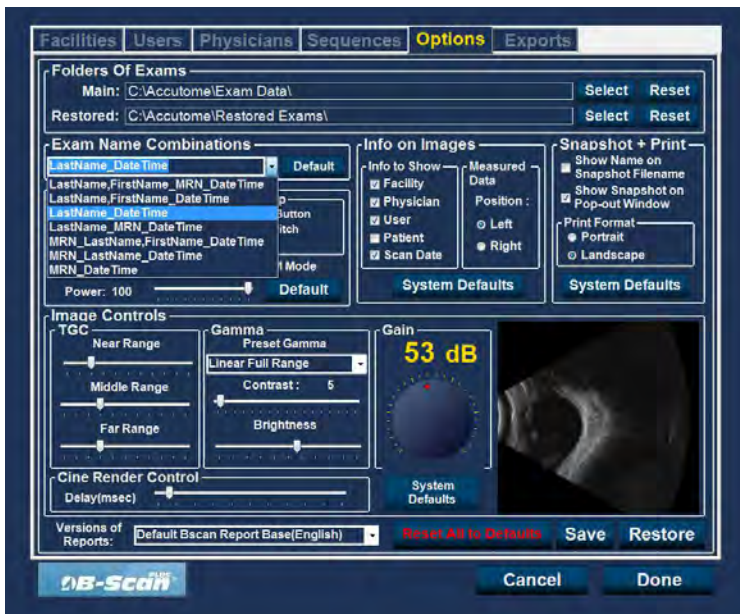 Facilities Users Physicians Sequences Options Exports
Folders Of Exams
Main: C:\Accutome\Exam Data\ Select Reset
Restored: C:\Accutome\Restored Exams\ Select Reset
Exam Name Combinations
LastName_DateTime Default
LastName,FirstName_MRN_DateTime
LastName,FirstName_DateTime
LastName_DateTime
LastName_MRN_DateTime
MRN_LastName,FirstName_DateTime
MRN_LastName_DateTime
MRN_DateTime
Mode
Power: 100 Default
Info on Images
Info to Show
Facility
Physician
User
Patient
Scan Date
Measured
Data
Position :
Left
Right
System Defaults
Snapshot + Print
Show Name on
Snapshot Filename
Show Snapshot on
Pop-out Window
Print Format
Portrait
Landscape
System Defaults
Image Controls
TGC
Near Range
Middle Range
Far Range
Gamma
Preset Gamma
Linear Full Range
Contrast : 5
Brightness
Gain
53 dB
System
Defaults
Cine Render Control
Delay(msec)
Versions of
Reports: Default Bscan Report Base(English) Reset All to Defaults Save Restore
B-Scan PLUS Cancel Done